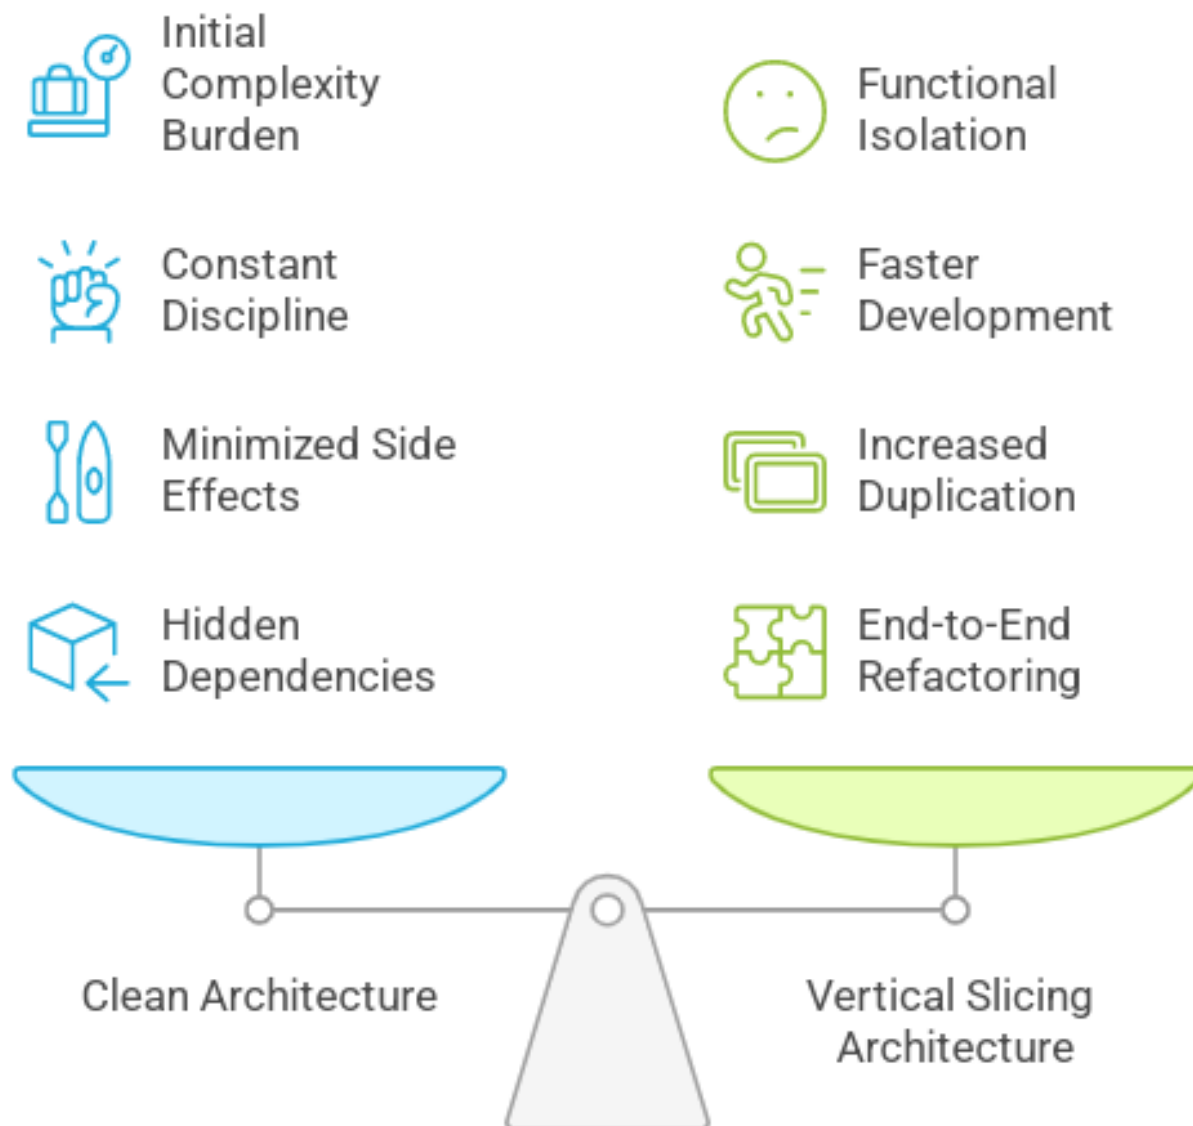 Initial
Complexity
Burden
Constant
Discipline
Minimized Side
Effects
Hidden
Dependencies
Clean Architecture
Functional
Isolation
Faster
Development
Increased
Duplication
End-to-End
Refactoring
Vertical Slicing
Architecture